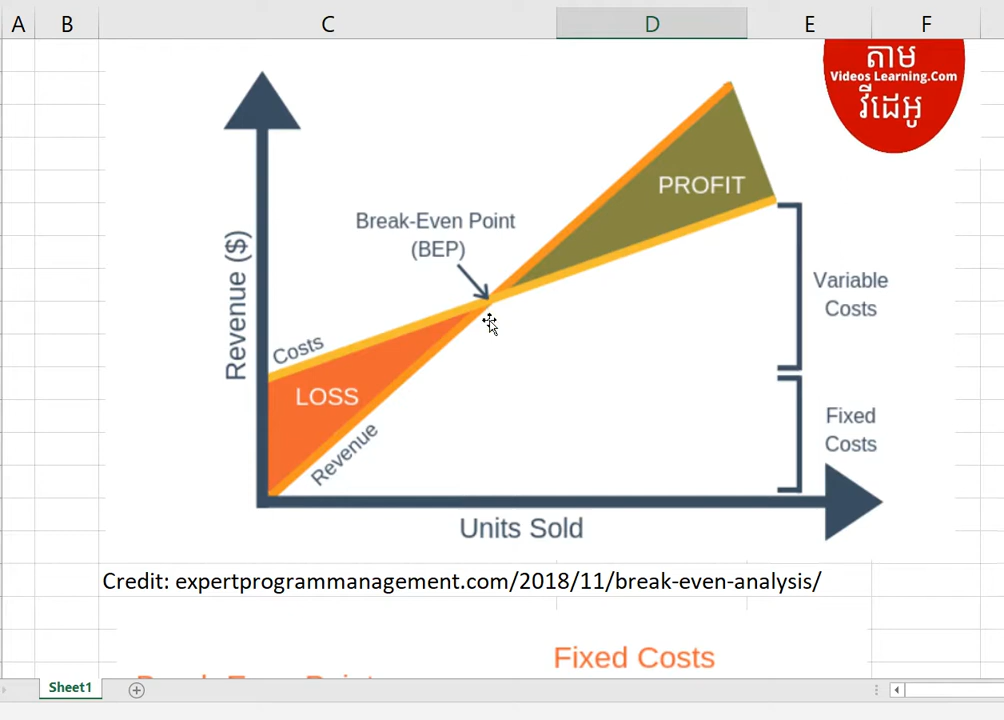 A B C D E F
តាម
Videos Learning.Com
វីដេអូ
PROFIT
Break-Even Point
(BEP)
Revenue ($)
Variable
Costs
Costs
LOSS
Revenue
Fixed
Costs
Units Sold
Credit: expertprogrammanagement.com/2018/11/break-even-analysis/
Fixed Costs
Sheet1